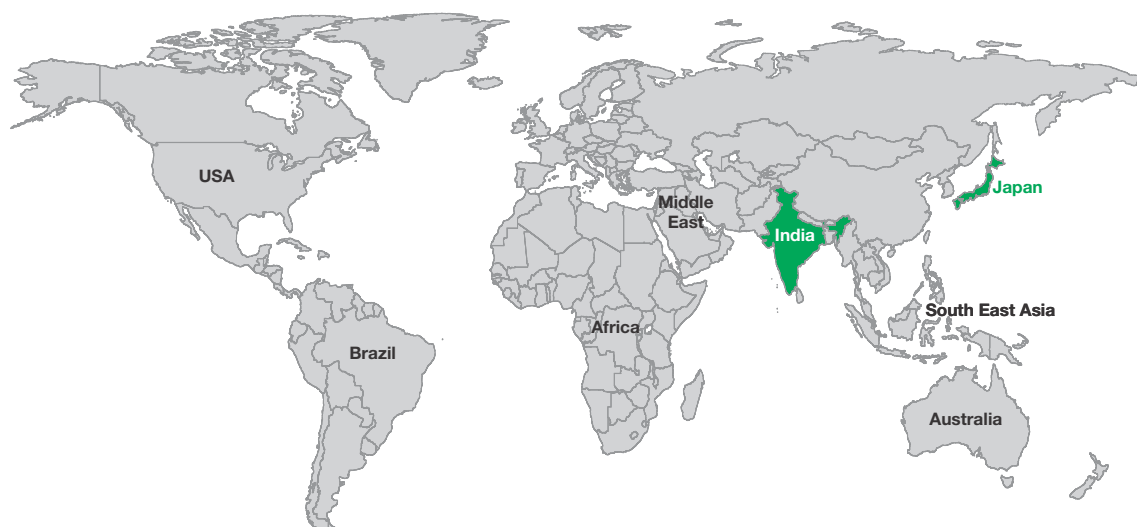 USA
Middle
East
Japan
India
South East Asia
Africa
Brazil
Australia